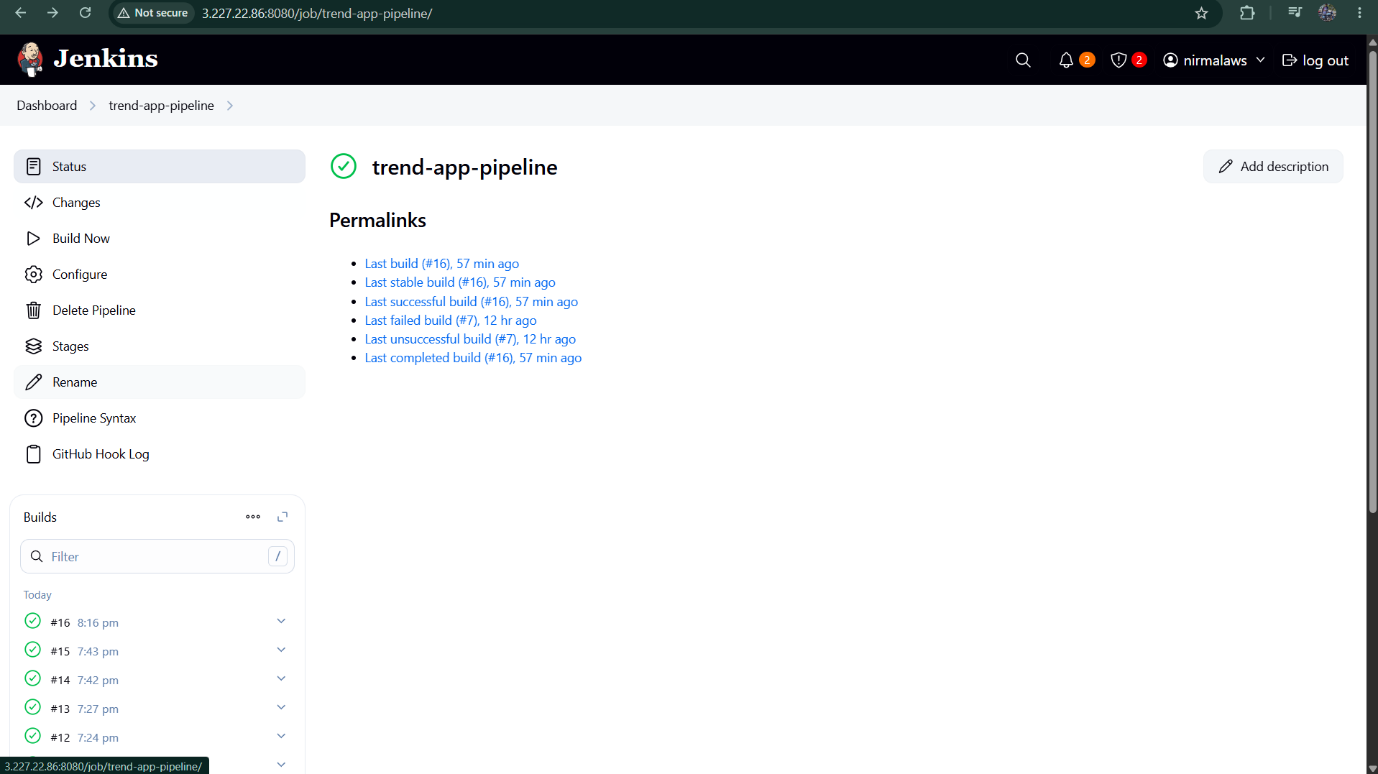 Not secure 3.227.22.86:8080/job/trend-app-pipeline/
Jenkins 2 2 nirmalaws log out
Dashboard trend-app-pipeline
Status
Changes
Build Now
Configure
Delete Pipeline
Stages
Rename
Pipeline Syntax
GitHub Hook Log
trend-app-pipeline
Add description
Permalinks
Last build (#16), 57 min ago
Last stable build (#16), 57 min ago
Last successful build (#16), 57 min ago
Last failed build (#7), 12 hr ago
Last unsuccessful build (#7), 12 hr ago
Last completed build (#16), 57 min ago
Builds
Filter /
Today
#16 8:16 pm
#15 7:43 pm
#14 7:42 pm
#13 7:27 pm
#12 7:24 pm
3.227.22.86:8080/job/trend-app-pipeline/